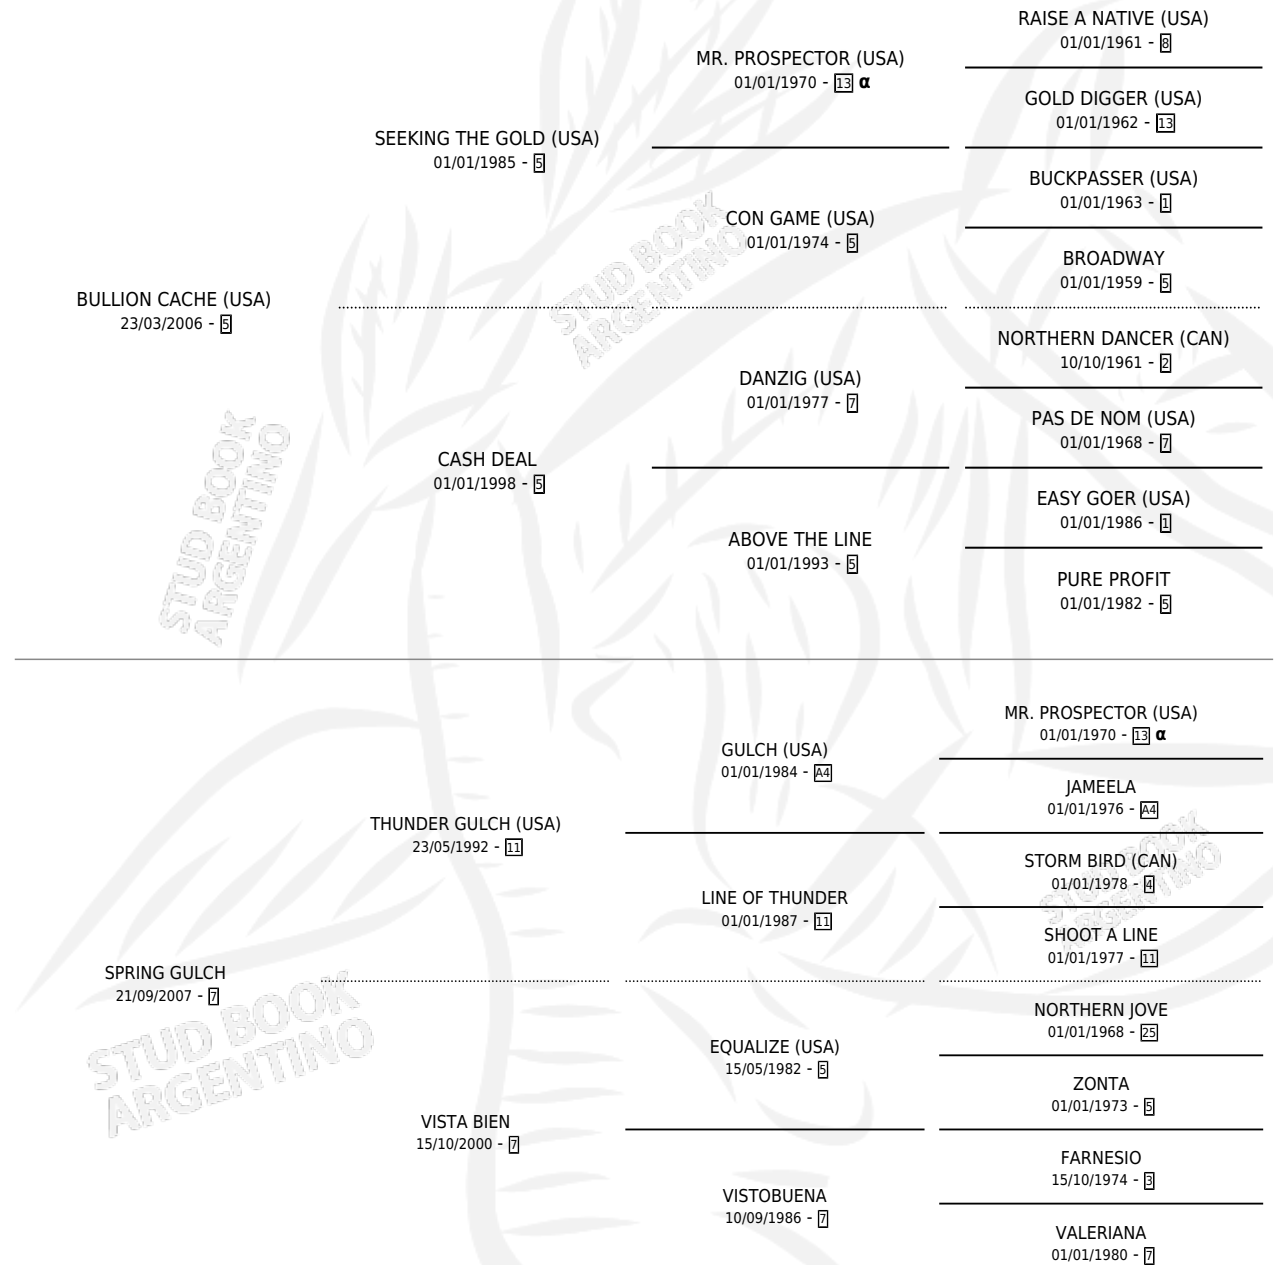 RAISE A NATIVE (USA)
01/01/1961 - 8
MR. PROSPECTOR (USA)
01/01/1970 - 13 α
GOLD DIGGER (USA)
01/01/1962 - 13
SEEKING THE GOLD (USA)
01/01/1985 - 5
BUCKPASSER (USA)
01/01/1963 - 1
CON GAME (USA)
01/01/1974 - 5
BROADWAY
01/01/1959 - 5
BULLION CACHE (USA)
23/03/2006 - 5
NORTHERN DANCER (CAN)
10/10/1961 - 2
DANZIG (USA)
01/01/1977 - 7
PAS DE NOM (USA)
01/01/1968 - 7
CASH DEAL
01/01/1998 - 5
EASY GOER (USA)
01/01/1986 - 1
ABOVE THE LINE
01/01/1993 - 5
PURE PROFIT
01/01/1982 - 5
MR. PROSPECTOR (USA)
01/01/1970 - 13 α
GULCH (USA)
01/01/1984 - A4
JAMEELA
01/01/1976 - A4
THUNDER GULCH (USA)
23/05/1992 - 11
STORM BIRD (CAN)
01/01/1978 - 4
LINE OF THUNDER
01/01/1987 - 11
SHOOT A LINE
01/01/1977 - 11
SPRING GULCH
21/09/2007 - 7
NORTHERN JOVE
01/01/1968 - 25
EQUALIZE (USA)
15/05/1982 - 5
ZONTA
01/01/1973 - 5
VISTA BIEN
15/10/2000 - 7
FARNESIO
15/10/1974 - 3
VISTOBUENA
10/09/1986 - 7
VALERIANA
01/01/1980 - 7
STUD BOOK
ARGENTINO
STUD BOOK
ARGENTINO
STUD BOOK
ARGENTINO
STUD BOOK
ARGENTINO